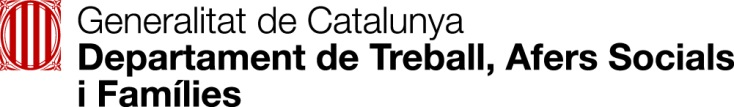 Generalitat de Catalunya
Departament de Treball, Afers Socials
i Famílies